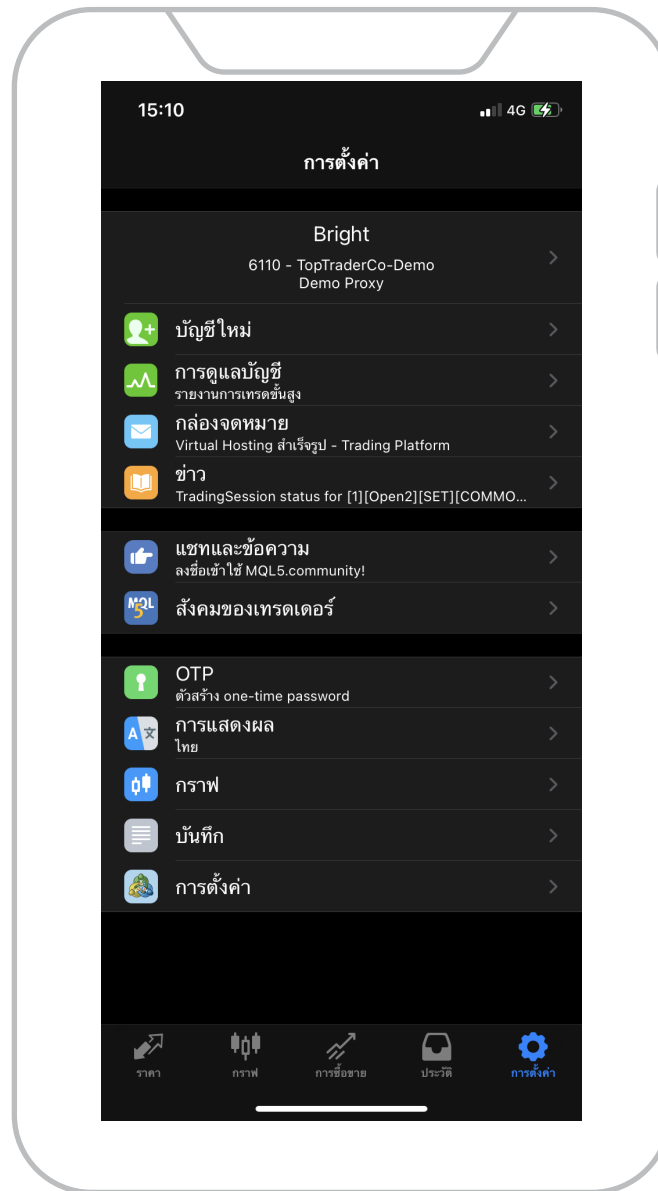 15:10
4G
การตั้งค่า
Bright
6110 - TopTraderCo-Demo
Demo Proxy
บัญชีใหม่
การดูแลบัญชี
รายงานการเทรดขั้นสูง
กล่องจดหมาย
Virtual Hosting สำเร็จรูป - Trading Platform
ข่าว
TradingSession status for [1][Open2][SET][COMMO...
แชทและข้อความ
ลงชื่อเข้าใช้ MQL5.community!
MQL
5
สังคมของเทรดเดอร์
OTP
ตัวสร้าง one-time password
A 文
การแสดงผล
ไทย
กราฟ
บันทึก
การตั้งค่า
ราคา
กราฟ
การซื้อขาย
ประวัติ
การตั้งค่า